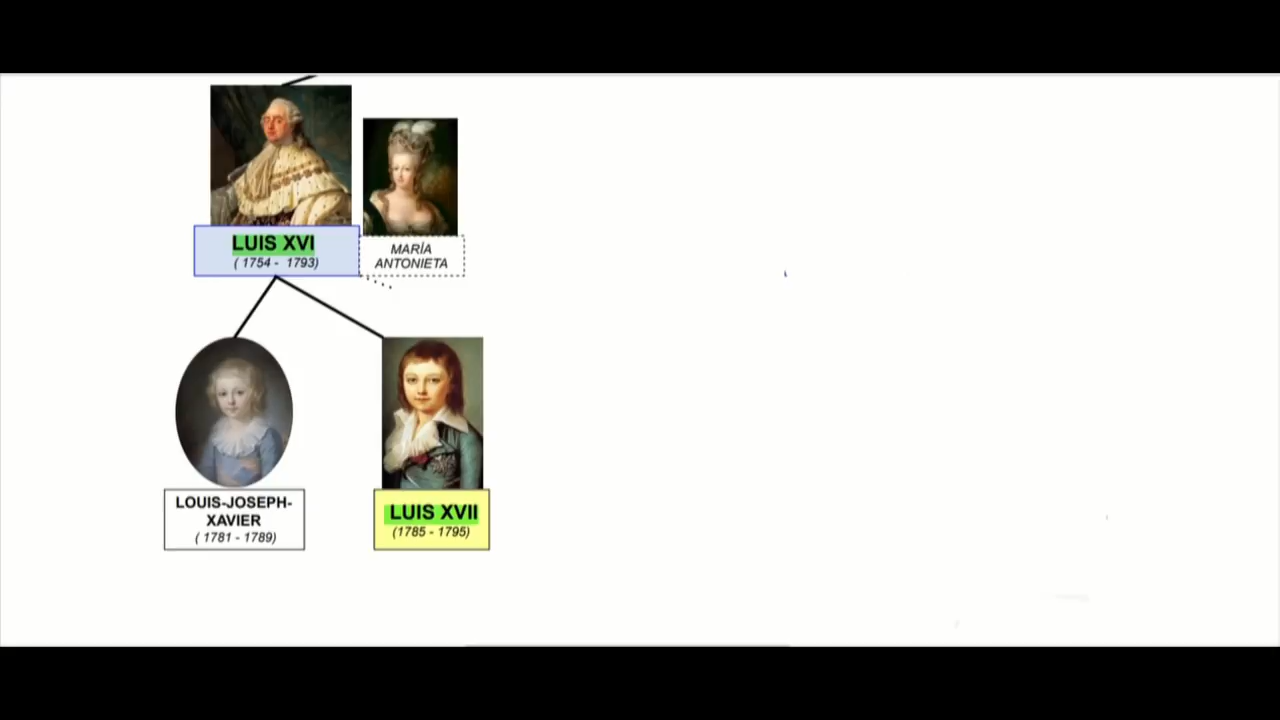 LUIS XVI
( 1754 - 1793)
MARÍA
ANTONIETA
LOUIS-JOSEPH-
XAVIER
( 1781 - 1789)
LUIS XVII
(1785 - 1795)